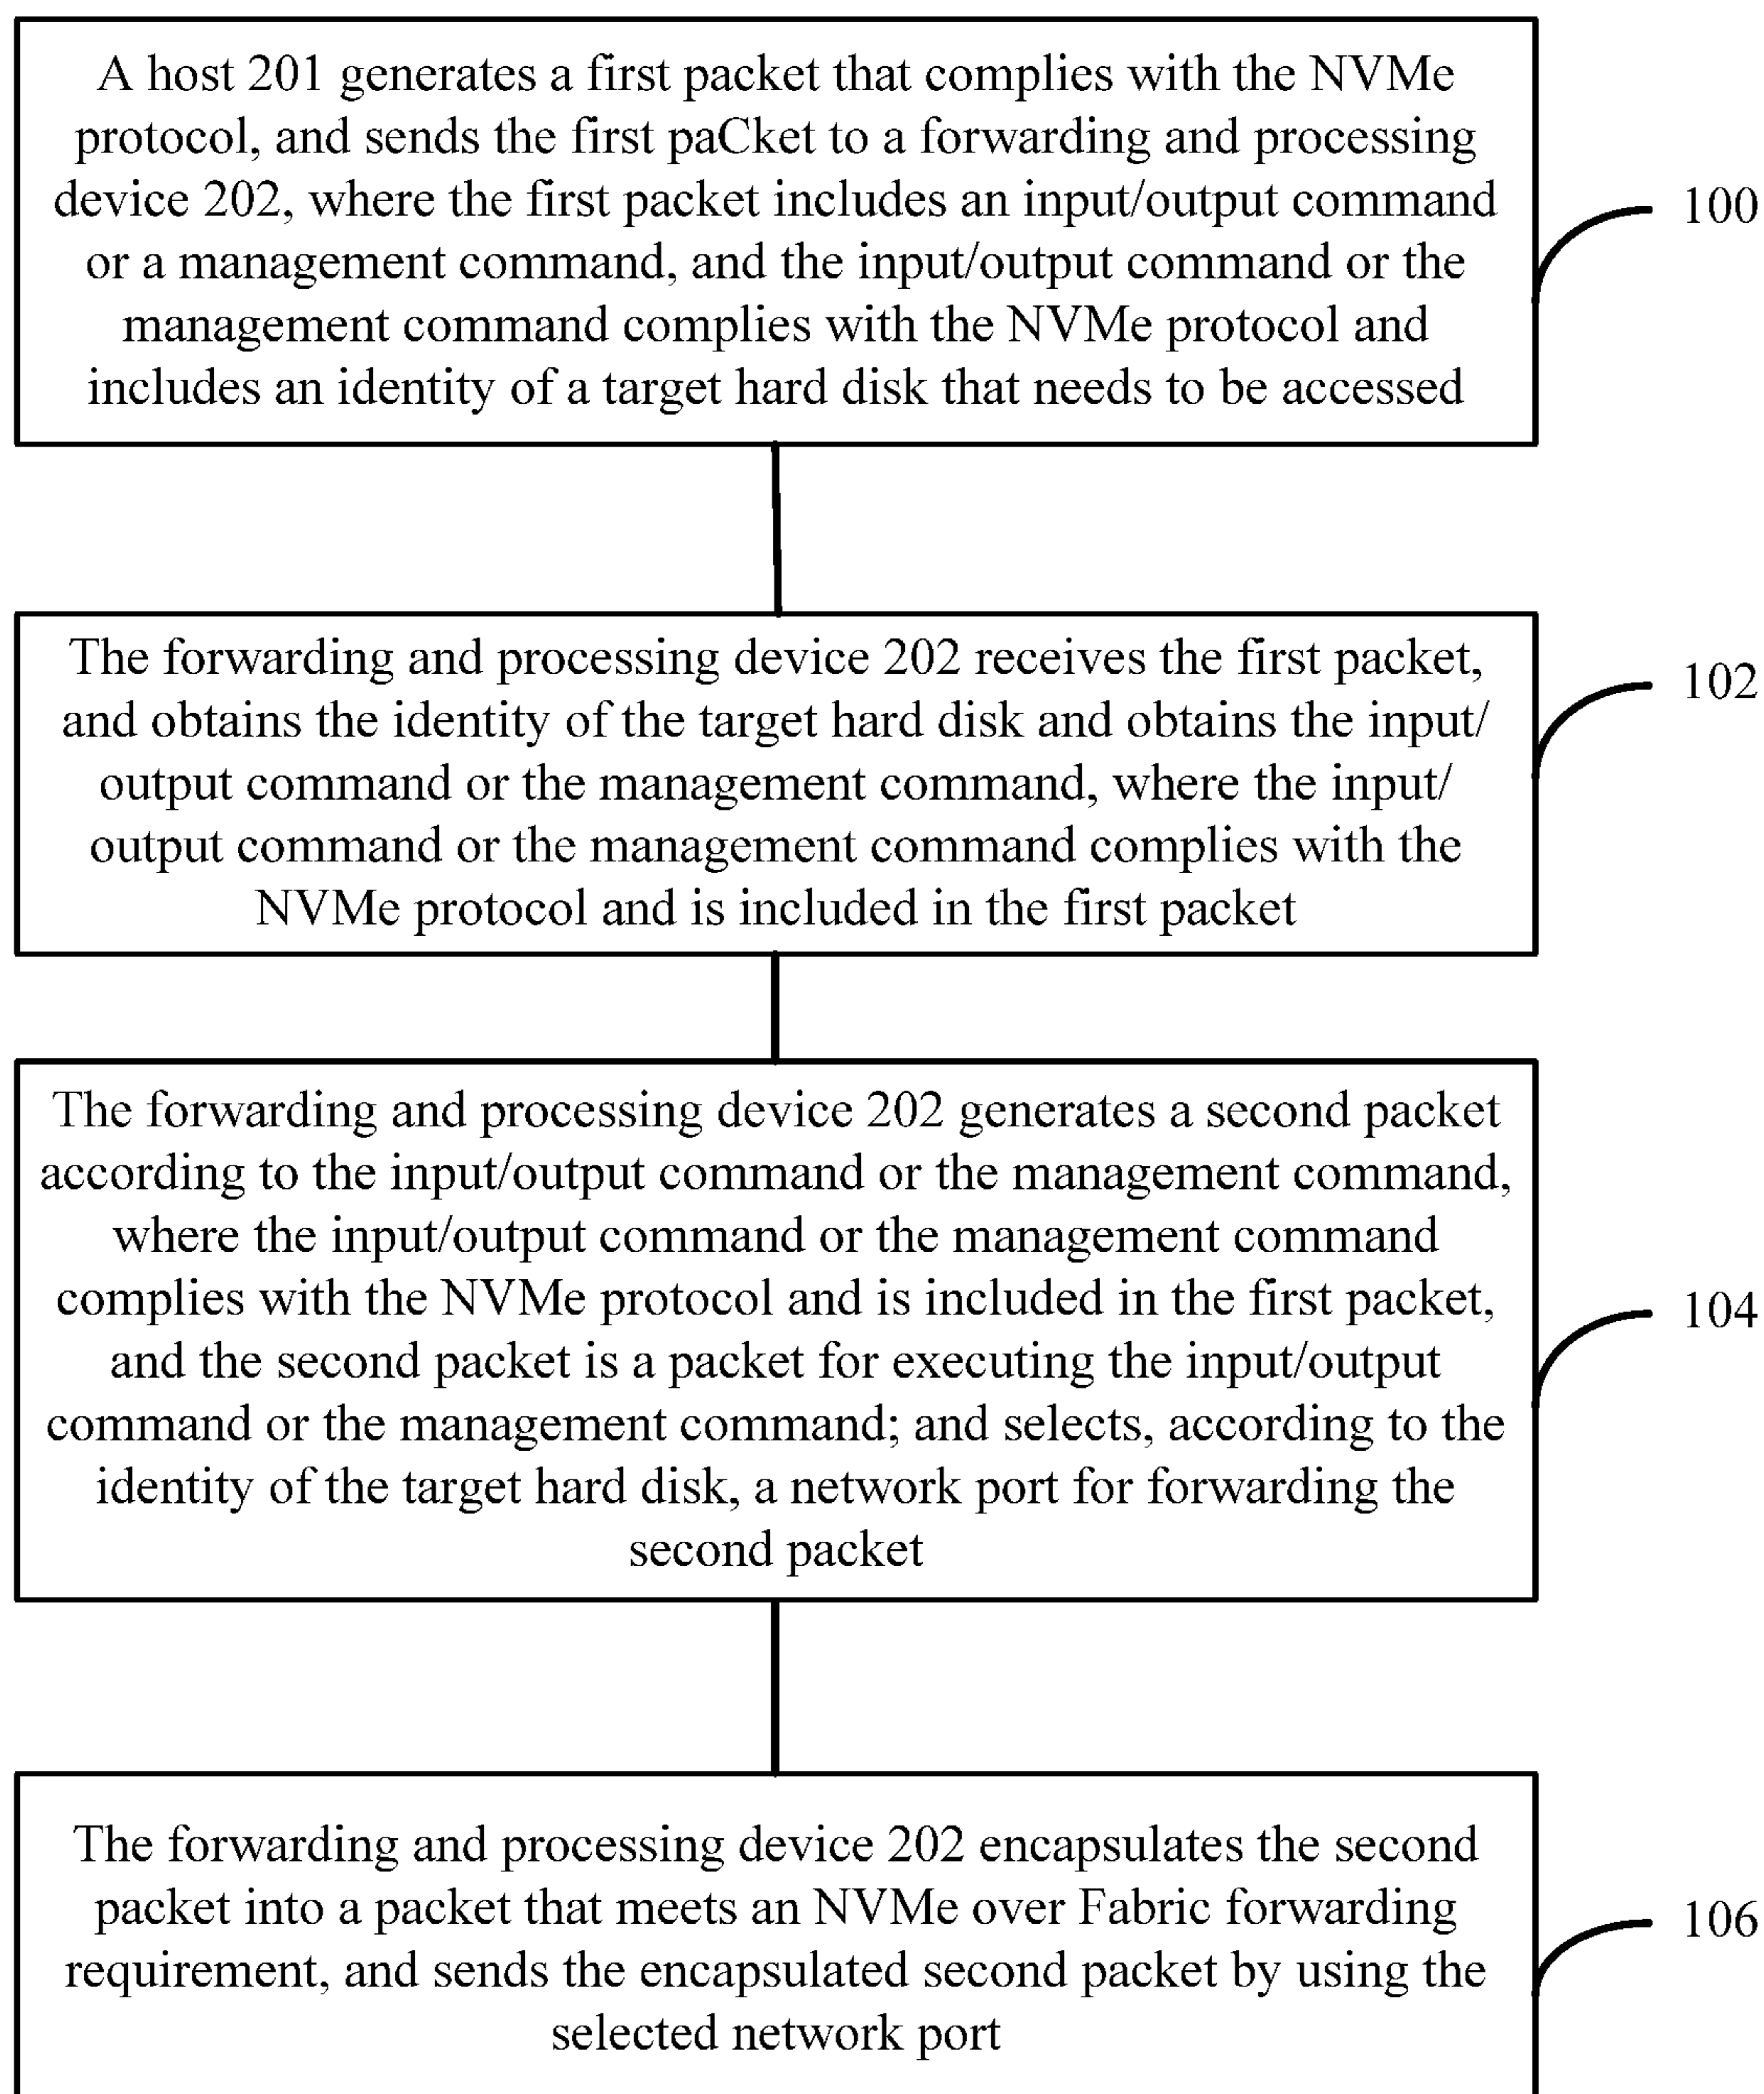 A host 201 generates a first packet that complies with the NVMe
protocol, and sends the first paCket to a forwarding and processing
device 202, where the first packet includes an input/output command
or a management command, and the input/output command or the
management command complies with the NVMe protocol and
includes an identity of a target hard disk that needs to be accessed
100
The forwarding and processing device 202 receives the first packet,
and obtains the identity of the target hard disk and obtains the input/
output command or the management command, where the input/
output command or the management command complies with the
NVMe protocol and is included in the first packet
102
The forwarding and processing device 202 generates a second packet
according to the input/output command or the management command,
where the input/output command or the management command
complies with the NVMe protocol and is included in the first packet,
and the second packet is a packet for executing the input/output
command or the management command; and selects, according to the
identity of the target hard disk, a network port for forwarding the
second packet
104
The forwarding and processing device 202 encapsulates the second
packet into a packet that meets an NVMe over Fabric forwarding
requirement, and sends the encapsulated second packet by using the
selected network port
106